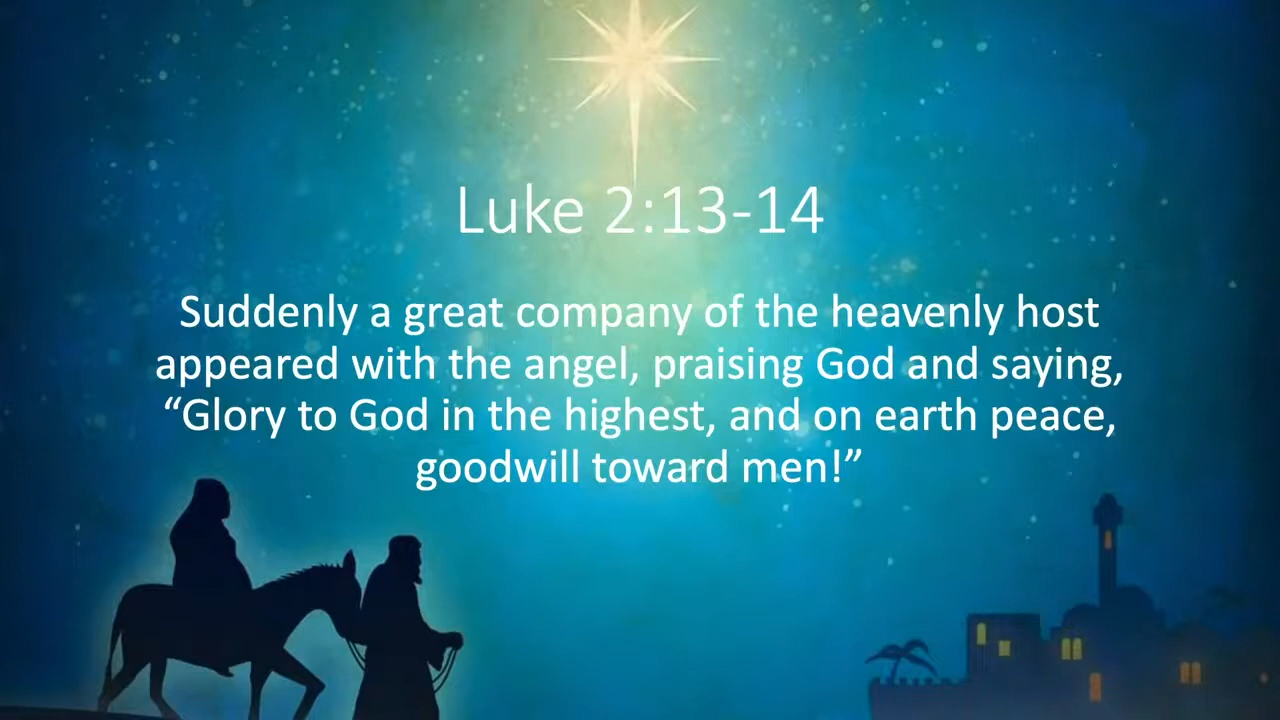 Luke 2:13-14
Suddenly a great company of the heavenly host
appeared with the angel, praising God and saying,
“Glory to God in the highest, and on earth peace,
goodwill toward men!”